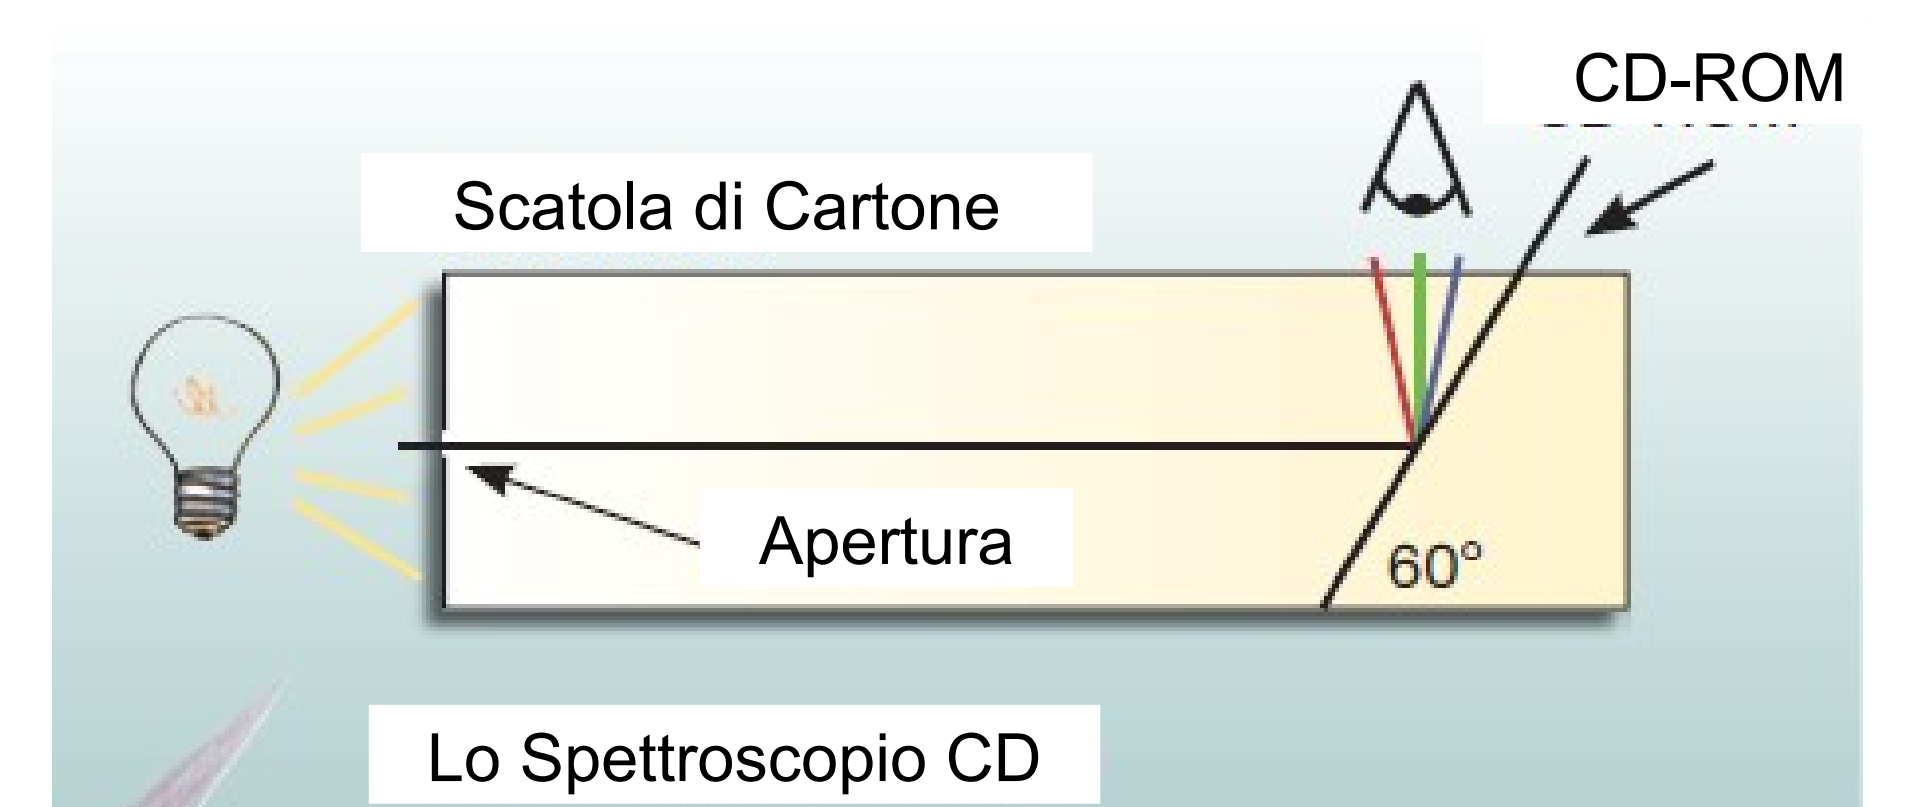 CD-ROM
Scatola di Cartone
Apertura
60°
Lo Spettroscopio CD